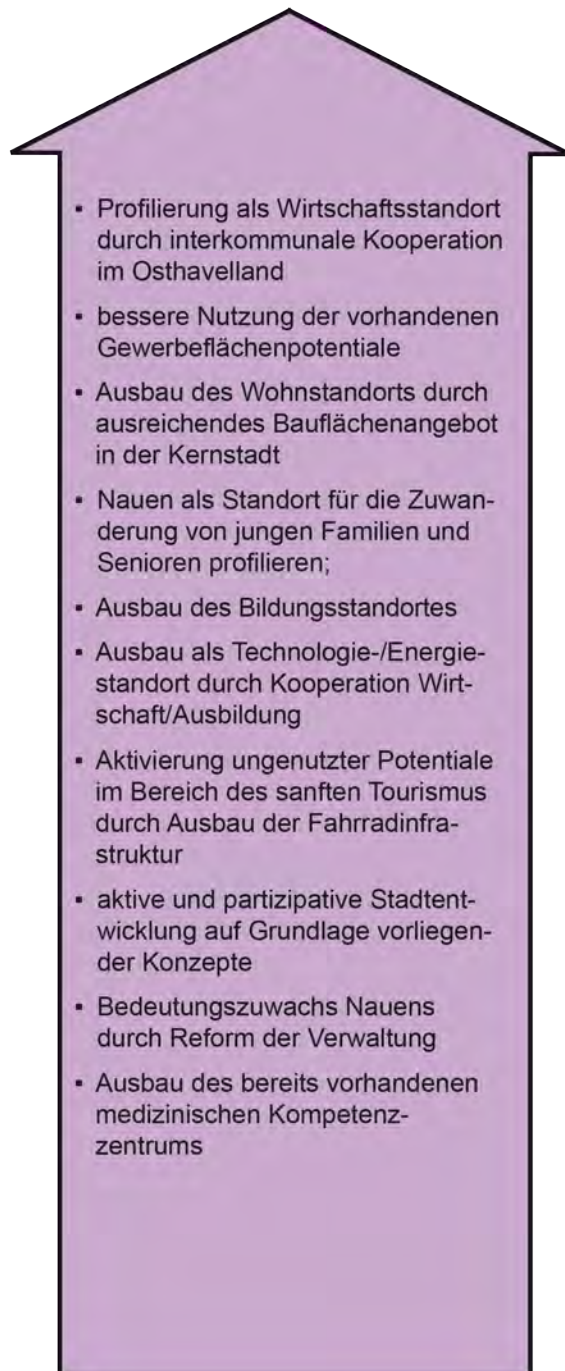 ▪ Profilierung als Wirtschaftsstandort
durch interkommunale Kooperation
im Osthavelland
▪ bessere Nutzung der vorhandenen
Gewerbeflächenpotentiale
▪ Ausbau des Wohnstandorts durch
ausreichendes Bauflächenangebot
in der Kernstadt
▪ Nauen als Standort für die Zuwan-
derung von jungen Familien und
Senioren profilieren;
▪ Ausbau des Bildungsstandortes
▪ Ausbau als Technologie-/Energie-
standort durch Kooperation Wirt-
schaft/Ausbildung
▪ Aktivierung ungenutzter Potentiale
im Bereich des sanften Tourismus
durch Ausbau der Fahrradinfra-
struktur
▪ aktive und partizipative Stadtent-
wicklung auf Grundlage vorliegen-
der Konzepte
▪ Bedeutungszuwachs Nauens
durch Reform der Verwaltung
▪ Ausbau des bereits vorhandenen
medizinischen Kompetenz-
zentrums